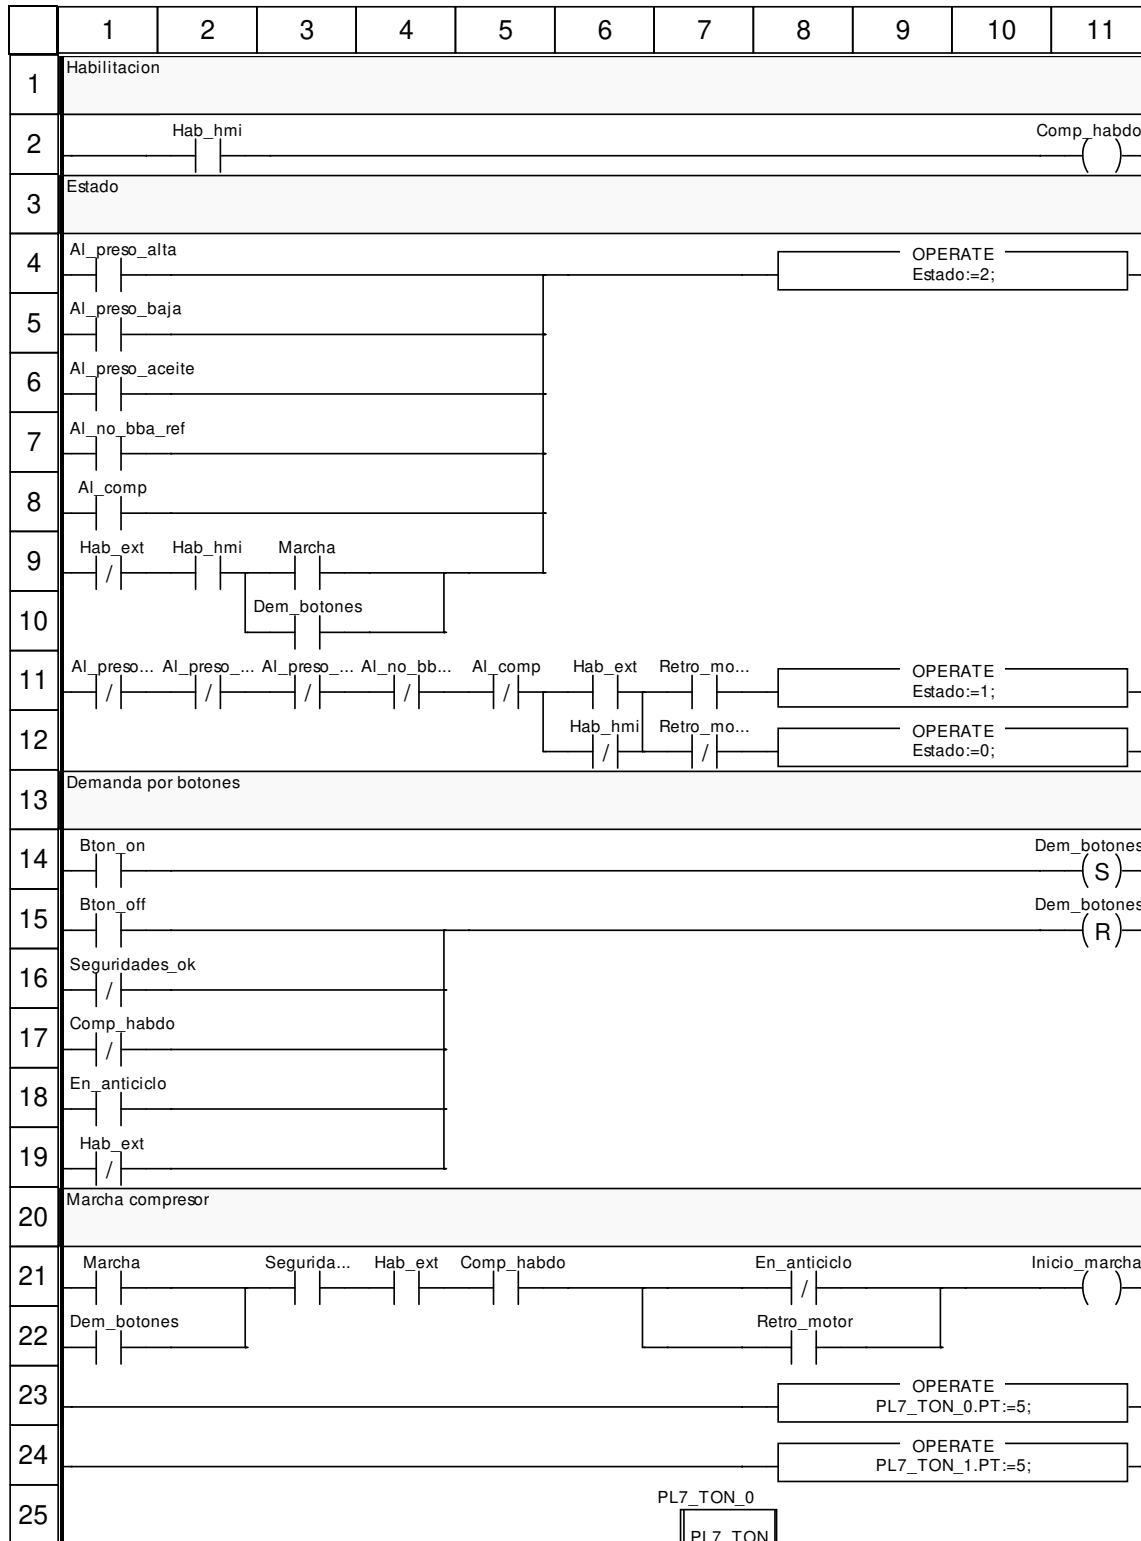 1 2 3 4 5 6 7 8 9 10 11
1 Habilitacion
2 Hab_hmi Comp_habdo
3 Estado
4 Al_preso_alta OPERATE
Estado:=2;
5 Al_preso_baja
6 Al_preso_aceite
7 Al_no_bba_ref
8 Al_comp
9 Hab_ext Hab_hmi Marcha
10 Dem_botones
11 Al_preso... Al_preso_... Al_preso_... Al_no_bb... Al_comp Hab_ext Retro_mo... OPERATE
Estado:=1;
12 Hab_hmi Retro_mo... OPERATE
Estado:=0;
13 Demanda por botones
14 Bton_on Dem_botones
S
15 Bton_off Dem_botones
R
16 Seguridades_ok
17 Comp_habdo
18 En_anticiclo
19 Hab_ext
20 Marcha compresor
21 Marcha Segurida... Hab_ext Comp_habdo En_anticiclo Inicio_marcha
22 Dem_botones Retro_motor
23 OPERATE
PL7_TON_0.PT:=5;
24 OPERATE
PL7_TON_1.PT:=5;
25 PL7_TON_0
PL7_TON